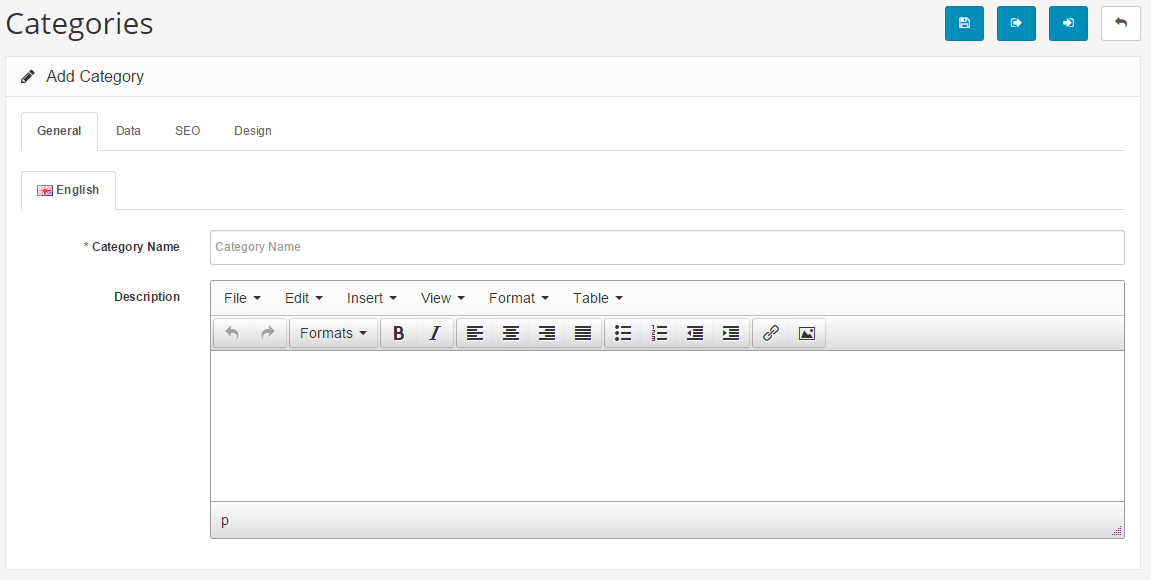 Categories
Add Category
General Data SEO Design
English
* Category Name Category Name
Description File Edit Insert View Format Table
Formats B I
p